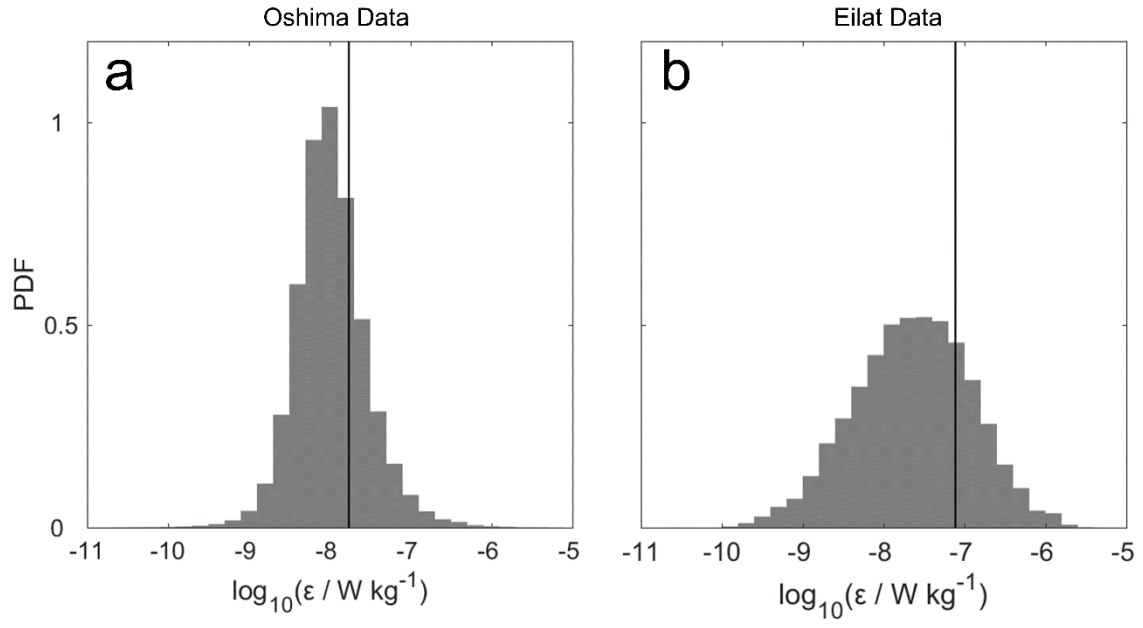 Oshima Data
Eilat Data
a
b
PDF
1
0.5
0
-11 -10 -9 -8 -7 -6 -5
-11 -10 -9 -8 -7 -6 -5
log10(ε / W kg-1)
log10(ε / W kg-1)